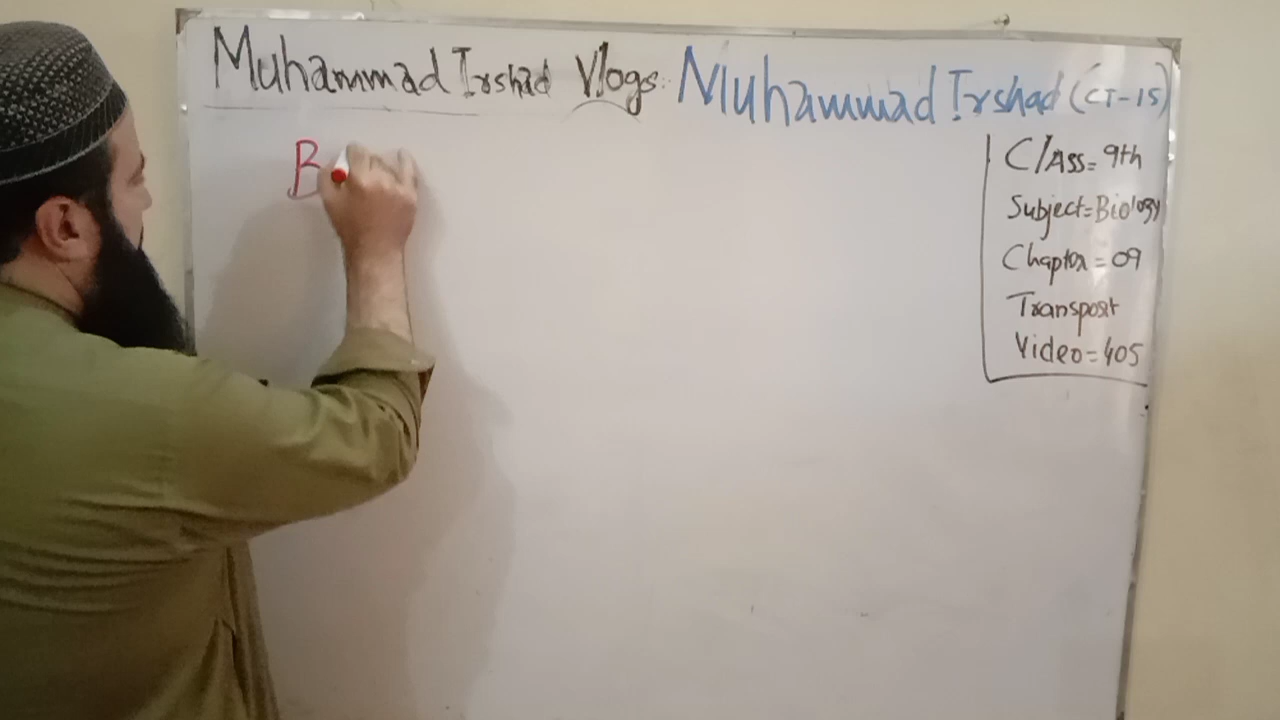 Muhammad Irshad Vlogs: Muhammad Irshad (CT-15)
Class = 9th
Subject = Biology
Chapter = 09
Transport
Video = 405
B